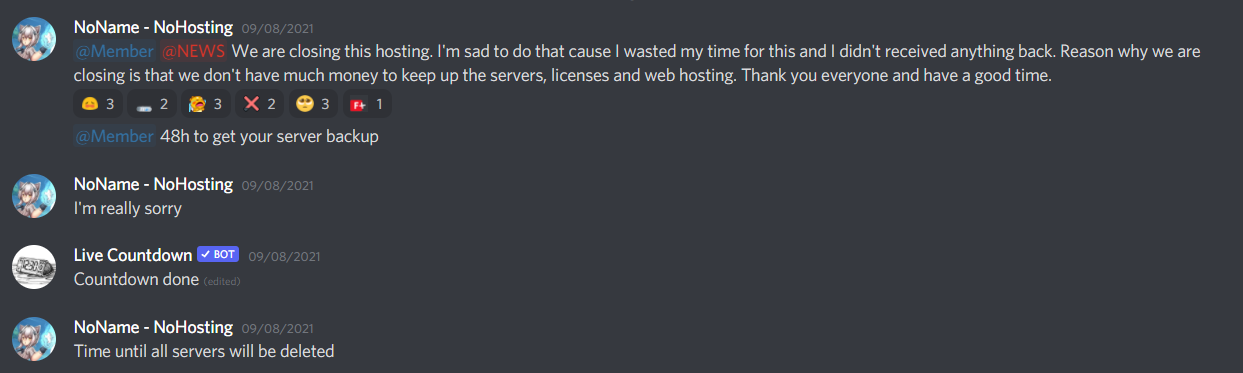 NoName - NoHosting 09/08/2021
@Member @NEWS We are closing this hosting. I'm sad to do that cause I wasted my time for this and I didn't received anything back. Reason why we are
closing is that we don't have much money to keep up the servers, licenses and web hosting. Thank you everyone and have a good time.
3 2 3 2 3 F+ 1
@Member 48h to get your server backup
NoName - NoHosting 09/08/2021
I'm really sorry
Live Countdown ✓ BOT 09/08/2021
Countdown done (edited)
NoName - NoHosting 09/08/2021
Time until all servers will be deleted